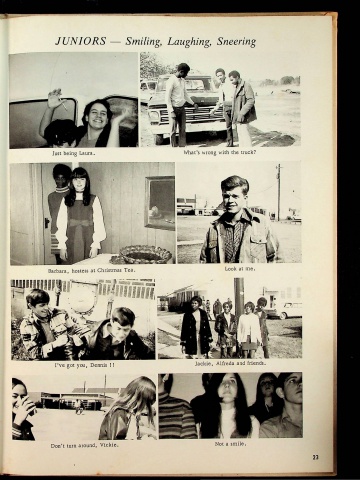 JUNIORS — Smiling, Laughing, Sneering
Just being Laura.
What's wrong with the truck?
Barbara, hostess at Christmas Tea.
Look at me.
I've got you, Dennis !!
Jackie, Alfreda and friends.
Don't turn around, Vickie.
Not a smile.
23